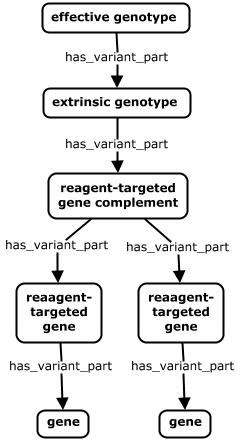 effective genotype
has_variant_part
extrinsic genotype
has_variant_part
reagent-targeted
gene complement
has_variant_part has_variant_part
reaagent- reaagent-
targeted targeted
gene gene
has_variant_part has_variant_part
gene gene